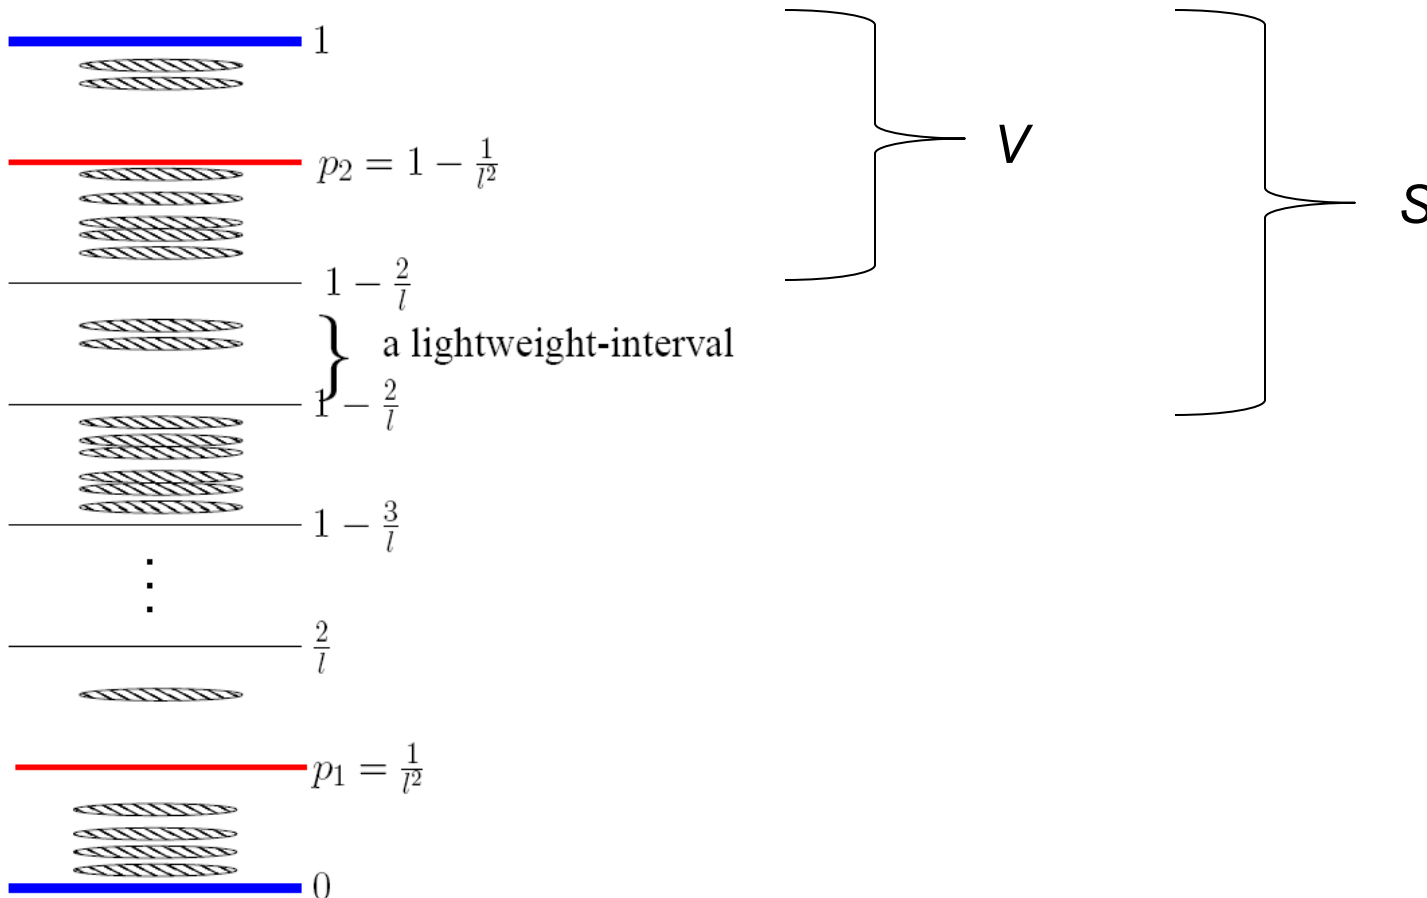 1
V
p₂ = 1 − 1/l²
S
1 − 2/l
} a lightweight-interval
1 − 2/l
1 − 3/l
⋮
2/l
p₁ = 1/l²
0